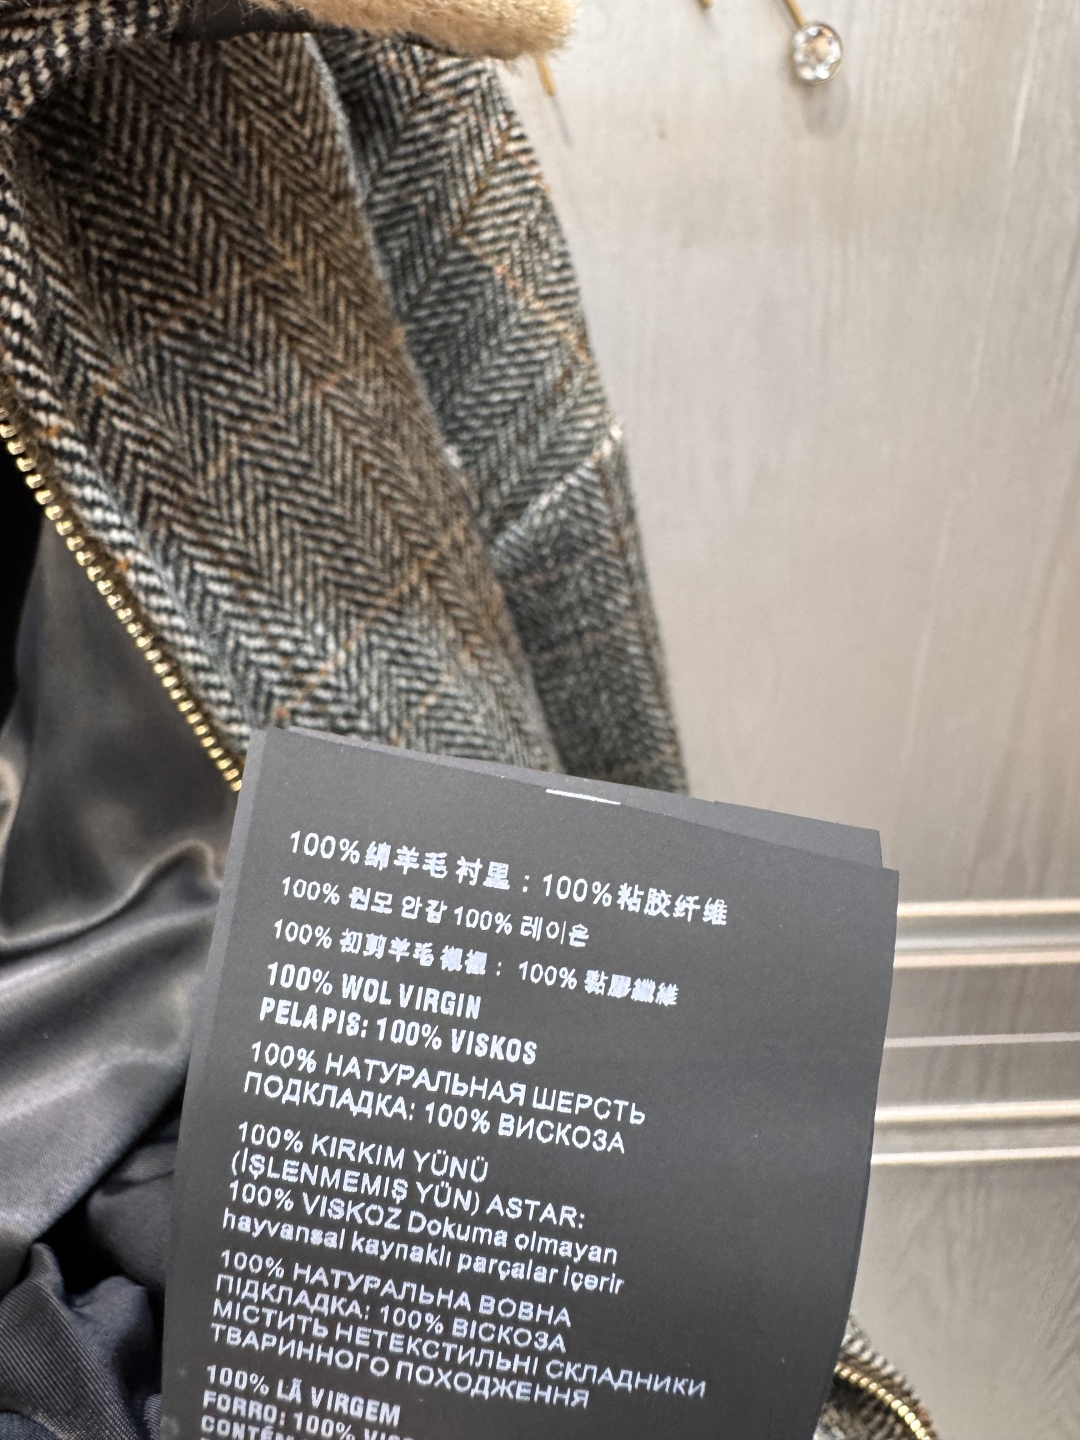 100%绵羊毛 衬里：100%粘胶纤维
100% 원모 안감 100% 레이온
100% 初剪羊毛 襯裡：100% 黏膠纖維
100% WOL VIRGIN
PELAPIS: 100% VISKOS
100% НАТУРАЛЬНАЯ ШЕРСТЬ
ПОДКЛАДКА: 100% ВИСКОЗА
100% KIRKIM YÜNÜ
(İŞLENMEMİŞ YÜN) ASTAR:
100% VİSKOZ Dokuma olmayan
hayvansal kaynaklı parçalar içerir
100% НАТУРАЛЬНА ВОВНА
ПІДКЛАДКА: 100% ВІСКОЗА
МІСТИТЬ НЕТЕКСТИЛЬНІ СКЛАДНИКИ
ТВАРИННОГО ПОХОДЖЕННЯ
100% LÃ VIRGEM
FORRO: 100%
CONTÉM